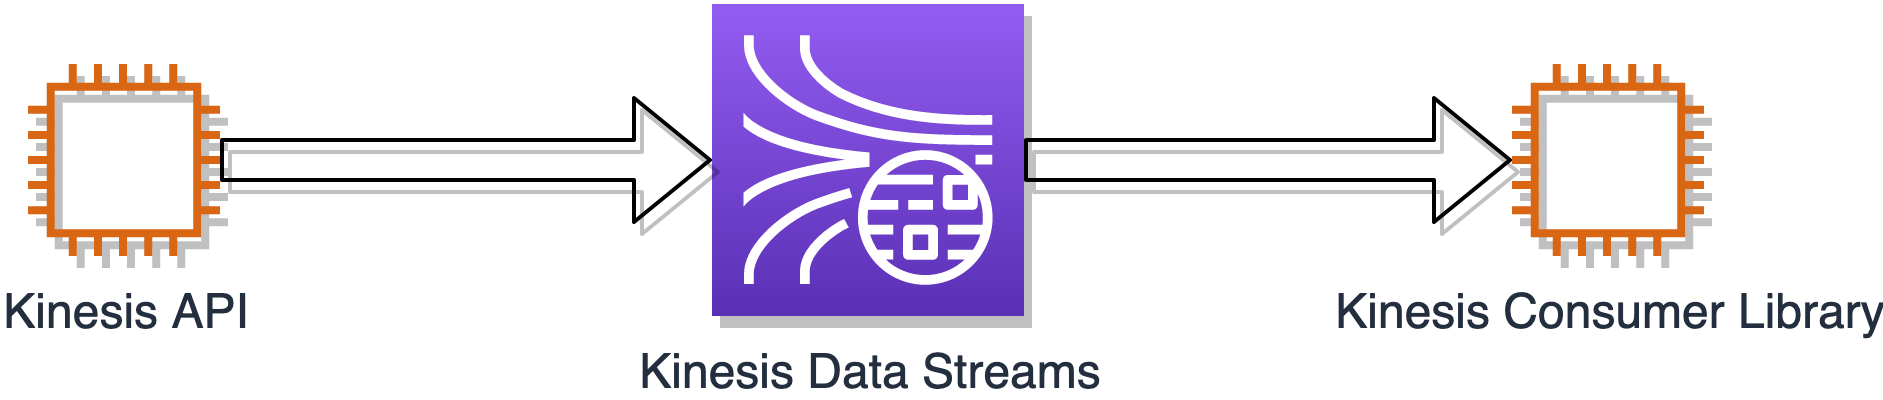 Kinesis API
Kinesis Data Streams
Kinesis Consumer Library